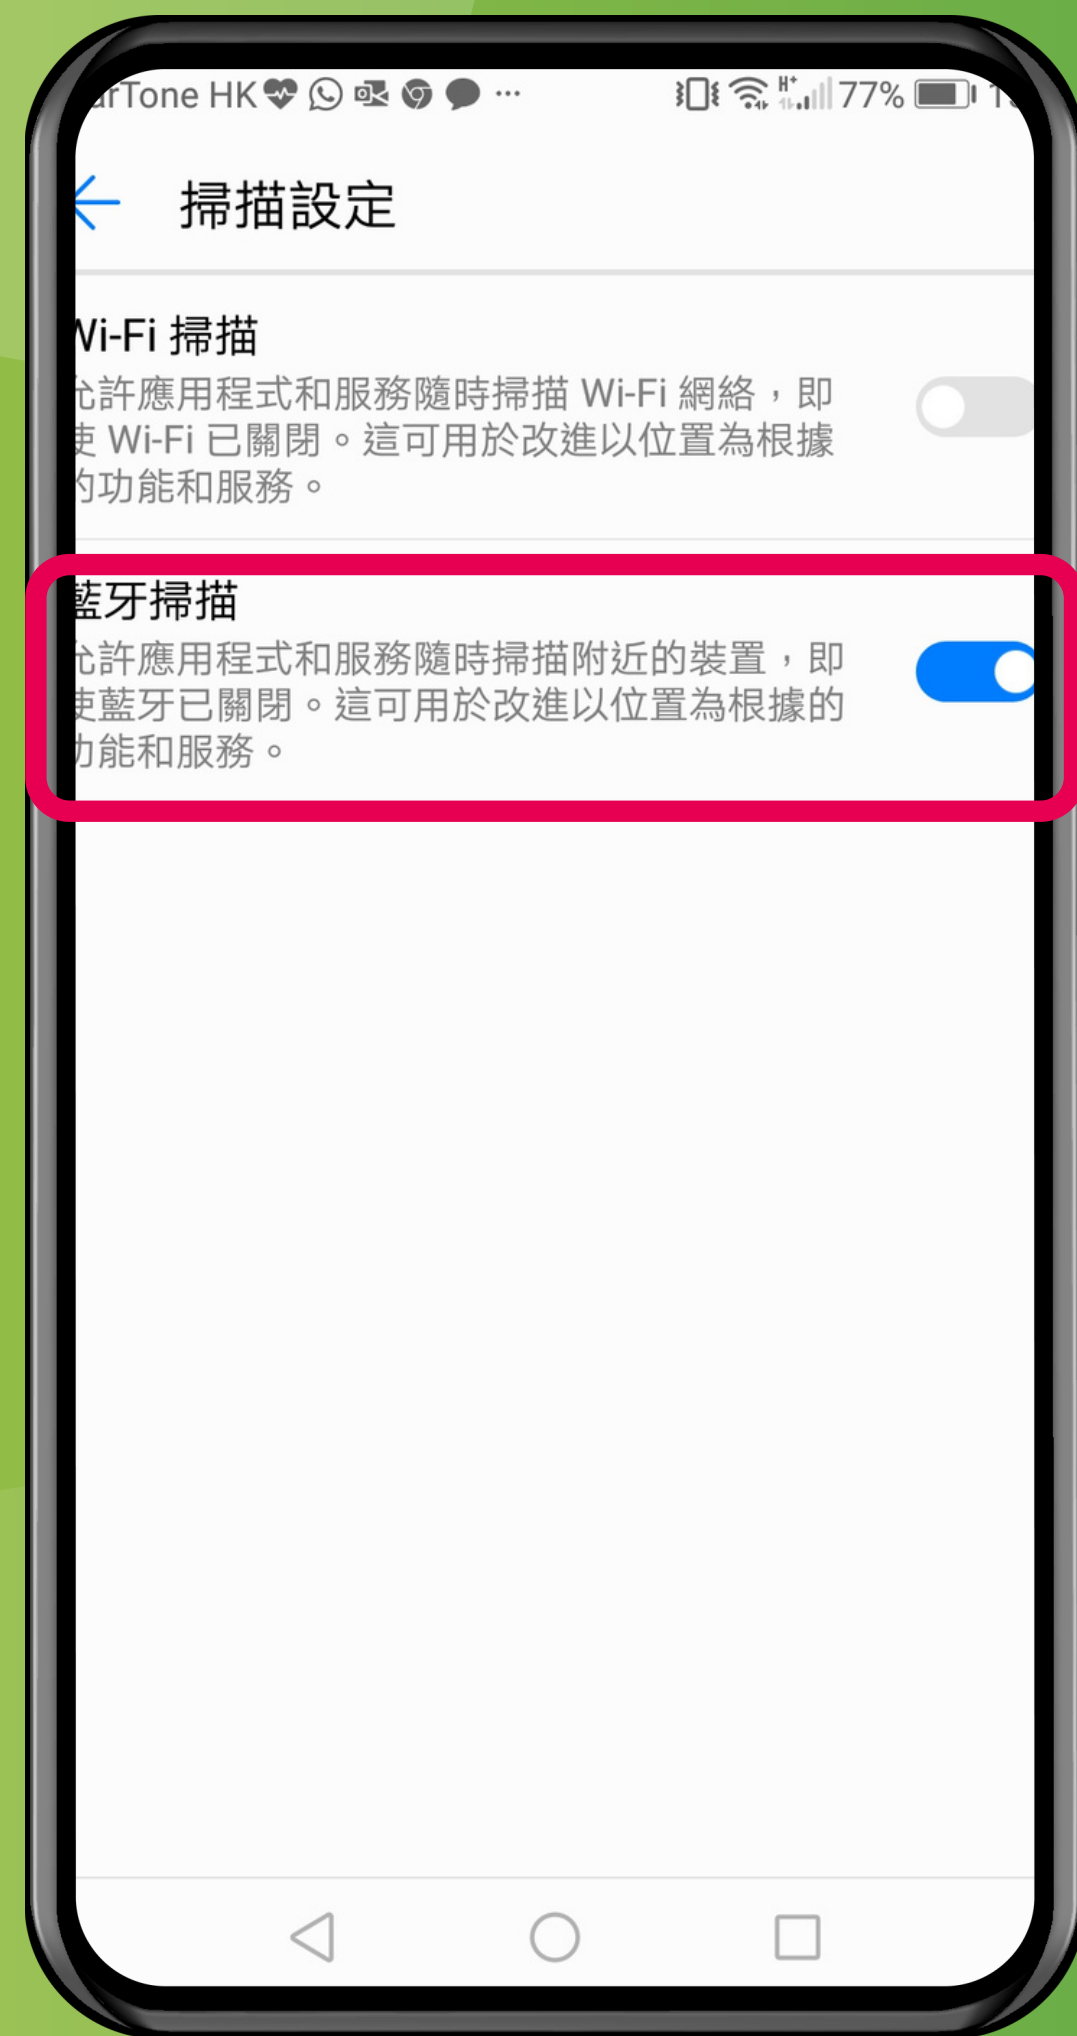 HK ... 77%
掃描設定
Wi-Fi 掃描
允許應用程式和服務隨時掃描 Wi-Fi 網絡，即
使 Wi-Fi 已關閉。這可用於改進以位置為根據
的功能和服務。
藍牙掃描
允許應用程式和服務隨時掃描附近的裝置，即
使藍牙已關閉。這可用於改進以位置為根據的
功能和服務。